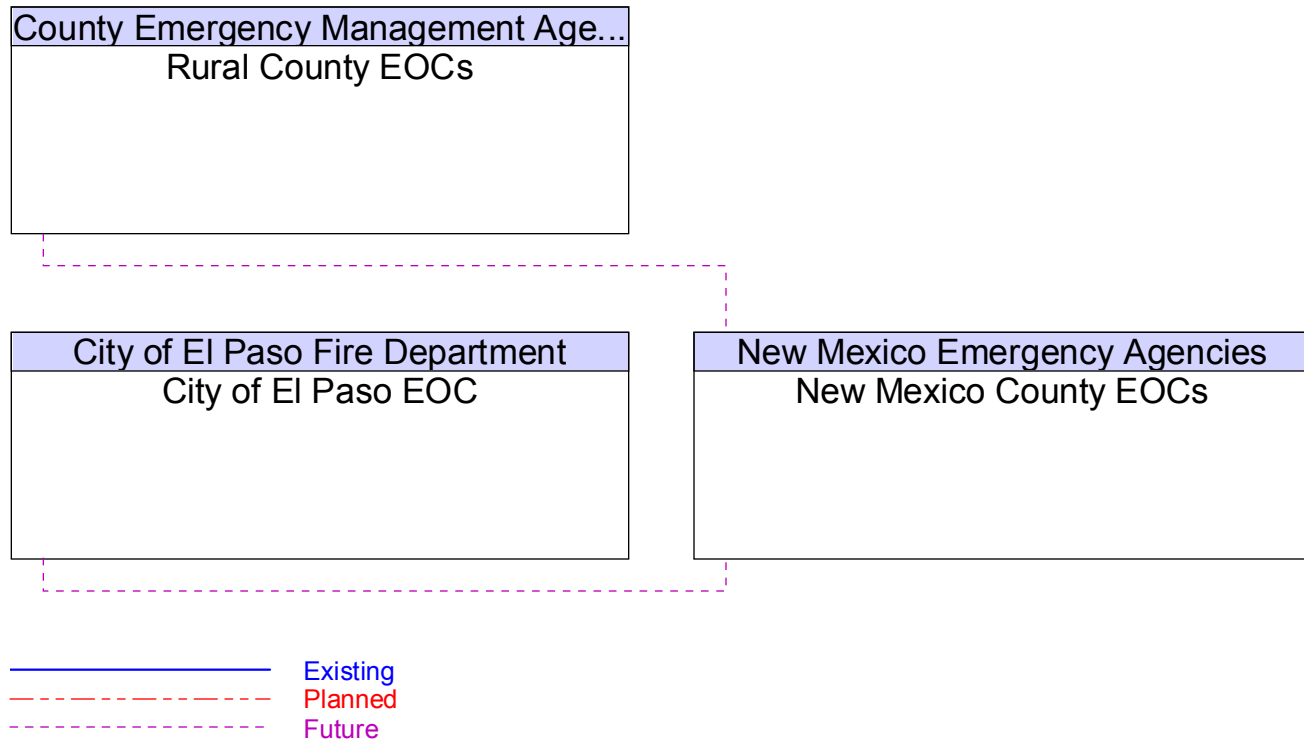 County Emergency Management Age...
Rural County EOCs
City of El Paso Fire Department
City of El Paso EOC
New Mexico Emergency Agencies
New Mexico County EOCs
Existing
Planned
Future